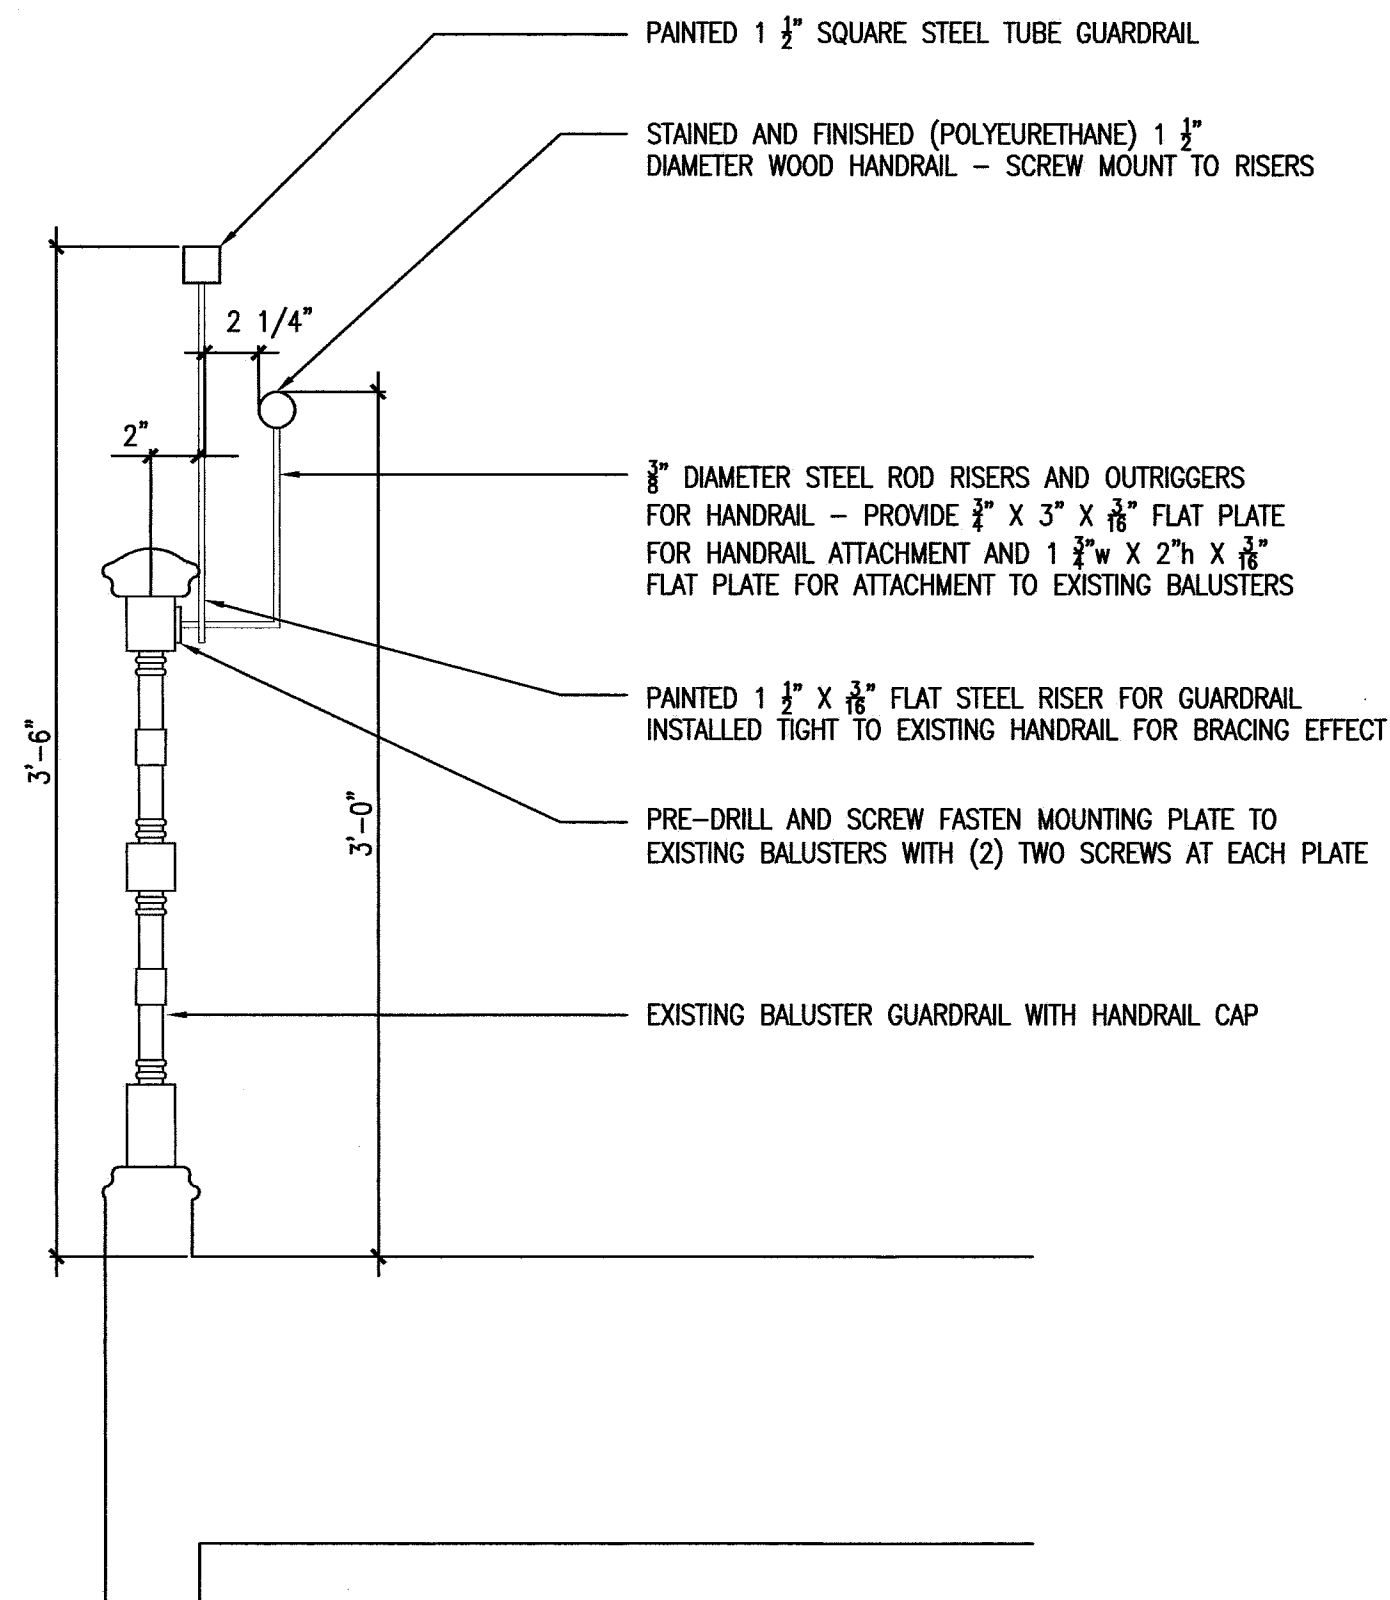 PAINTED 1 1/2" SQUARE STEEL TUBE GUARDRAIL
STAINED AND FINISHED (POLYEURETHANE) 1 1/2"
DIAMETER WOOD HANDRAIL – SCREW MOUNT TO RISERS
2 1/4"
2"
3/8" DIAMETER STEEL ROD RISERS AND OUTRIGGERS
FOR HANDRAIL – PROVIDE 3/4" X 3" X 3/16" FLAT PLATE
FOR HANDRAIL ATTACHMENT AND 1 3/4"w X 2"h X 3/16"
FLAT PLATE FOR ATTACHMENT TO EXISTING BALUSTERS
PAINTED 1 1/2" X 3/16" FLAT STEEL RISER FOR GUARDRAIL
INSTALLED TIGHT TO EXISTING HANDRAIL FOR BRACING EFFECT
3'-6"
3'-0"
PRE-DRILL AND SCREW FASTEN MOUNTING PLATE TO
EXISTING BALUSTERS WITH (2) TWO SCREWS AT EACH PLATE
EXISTING BALUSTER GUARDRAIL WITH HANDRAIL CAP